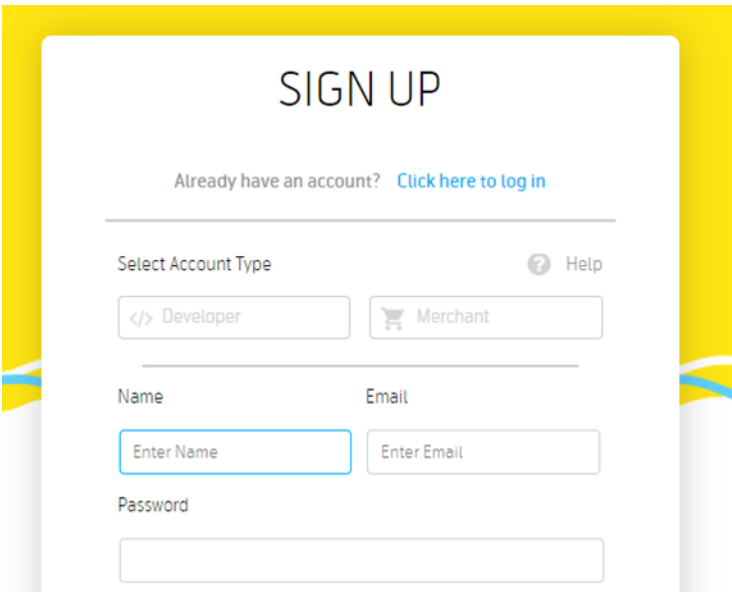 SIGN UP
Already have an account? Click here to log in
Select Account Type
? Help
</> Developer
Merchant
Name
Email
Enter Name
Enter Email
Password